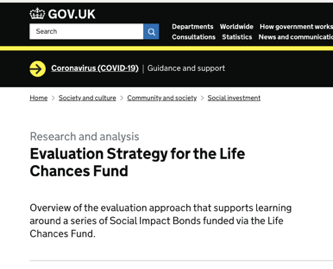 GOV.UK
Search
Departments Worldwide How government works
Consultations Statistics News and communicati
Coronavirus (COVID-19) | Guidance and support
Home > Society and culture > Community and society > Social investment
Research and analysis
Evaluation Strategy for the Life
Chances Fund
Overview of the evaluation approach that supports learning
around a series of Social Impact Bonds funded via the Life
Chances Fund.